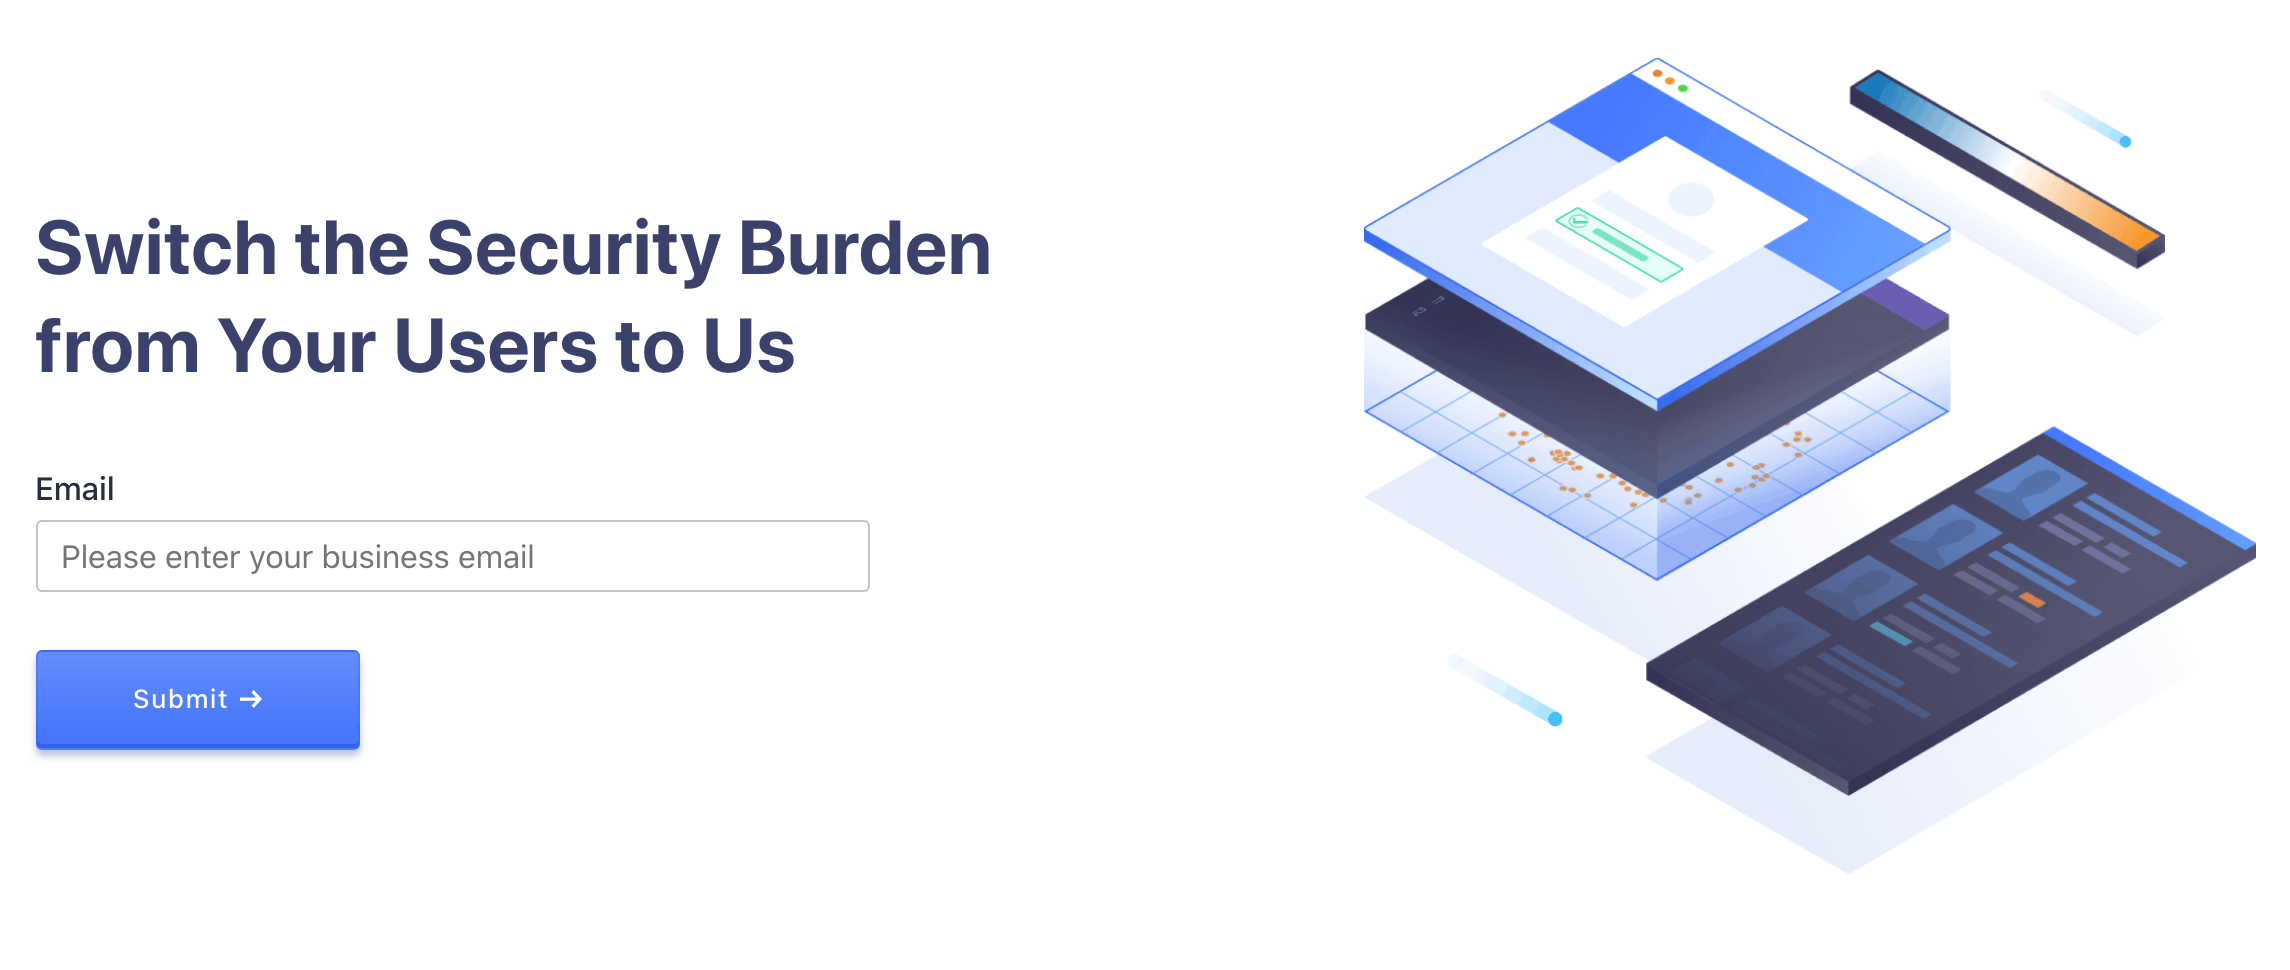 Switch the Security Burden
from Your Users to Us
Email
Please enter your business email
Submit →